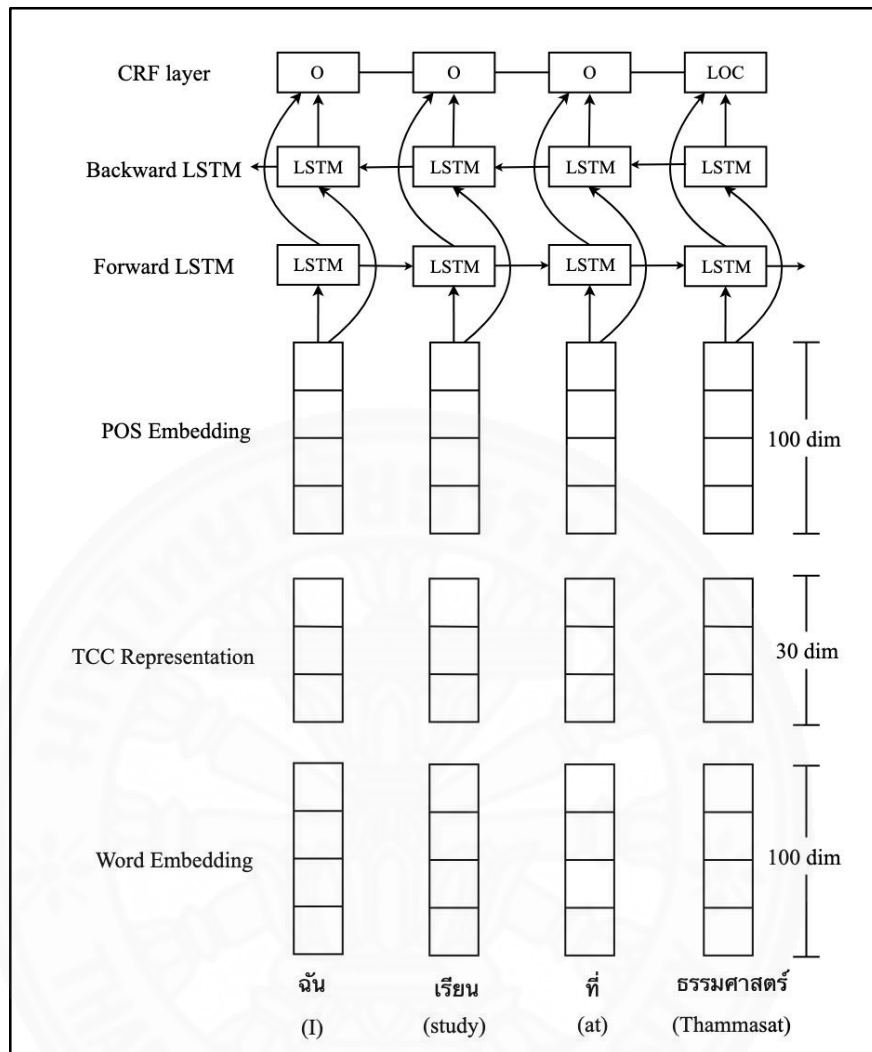 CRF layer O O O LOC
Backward LSTM LSTM LSTM LSTM LSTM
Forward LSTM LSTM LSTM LSTM LSTM
POS Embedding 100 dim
TCC Representation 30 dim
Word Embedding 100 dim
ฉัน เรียน ที่ ธรรมศาสตร์
(I) (study) (at) (Thammasat)